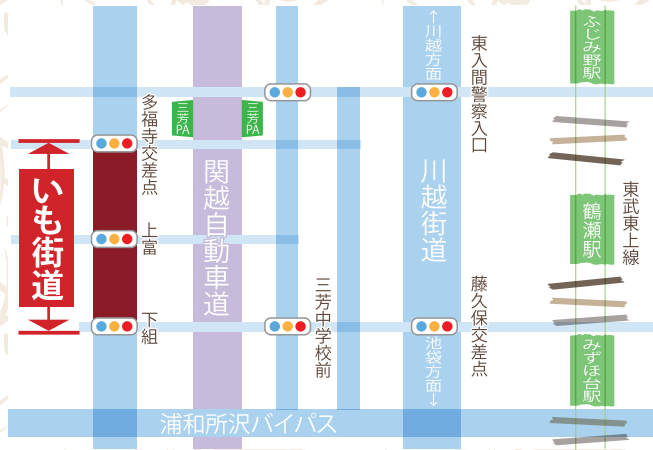 いも街道
多福寺交差点
上富
下組
三芳PA
三芳PA
関越自動車道
三芳中学校前
↑川越方面
川越街道
池袋方面↓
東入間警察入口
藤久保交差点
ふじみ野駅
鶴瀬駅
みずほ台駅
東武東上線
浦和所沢バイパス